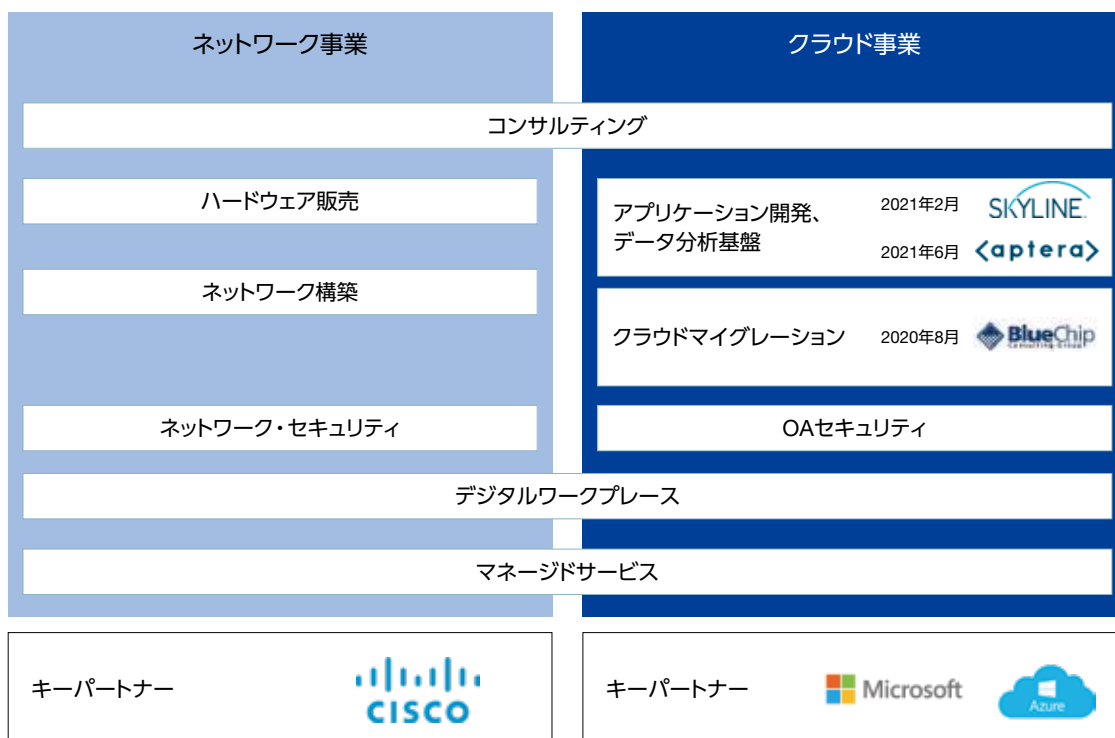 ネットワーク事業
クラウド事業
コンサルティング
ハードウェア販売
アプリケーション開発、
データ分析基盤
2021年2月
SKYLINE
2021年6月
<aptera>
ネットワーク構築
クラウドマイグレーション
2020年8月
BlueChip
Consulting Group
ネットワーク・セキュリティ
OAセキュリティ
デジタルワークプレース
マネージドサービス
キーパートナー
CISCO
キーパートナー
Microsoft
Azure